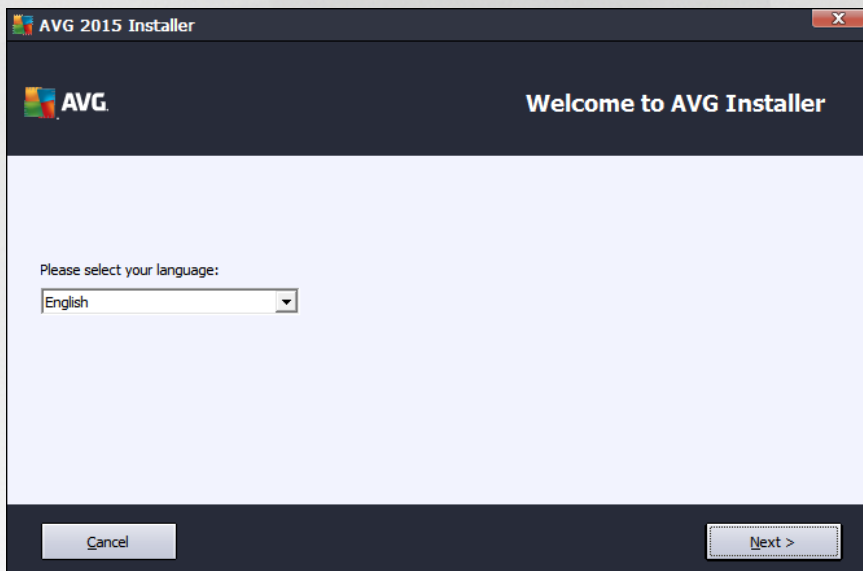 AVG 2015 Installer
AVG.
Welcome to AVG Installer
Please select your language:
English
Cancel
Next >